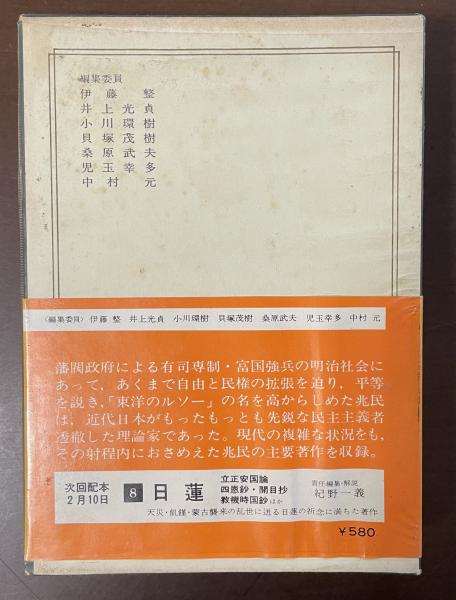 編集委員
伊藤 整
井上光貞
小川環樹
貝塚茂樹
桑原武夫
児玉幸多
中村 元
〈編集委員〉 伊藤 整 井上光貞 小川環樹 貝塚茂樹 桑原武夫 児玉幸多 中村 元
藩閥政府による有司専制・富国強兵の明治社会に
あって，あくまで自由と民権の拡張を迫り，平等
を説き，「東洋のルソー」の名を高からしめた兆民
は，近代日本がもったもっとも先鋭な民主主義者
透徹した理論家であった。現代の複雑な状況をも，
その射程内におさめえた兆民の主要著作を収録。
次回配本
2月10日
8 日蓮
立正安国論
四恩鈔・開目抄
教機時国鈔ほか
責任編集・解説
紀野一義
天災・飢饉・蒙古襲来の乱世に迸る日蓮の祈念に満ちた著作
¥580